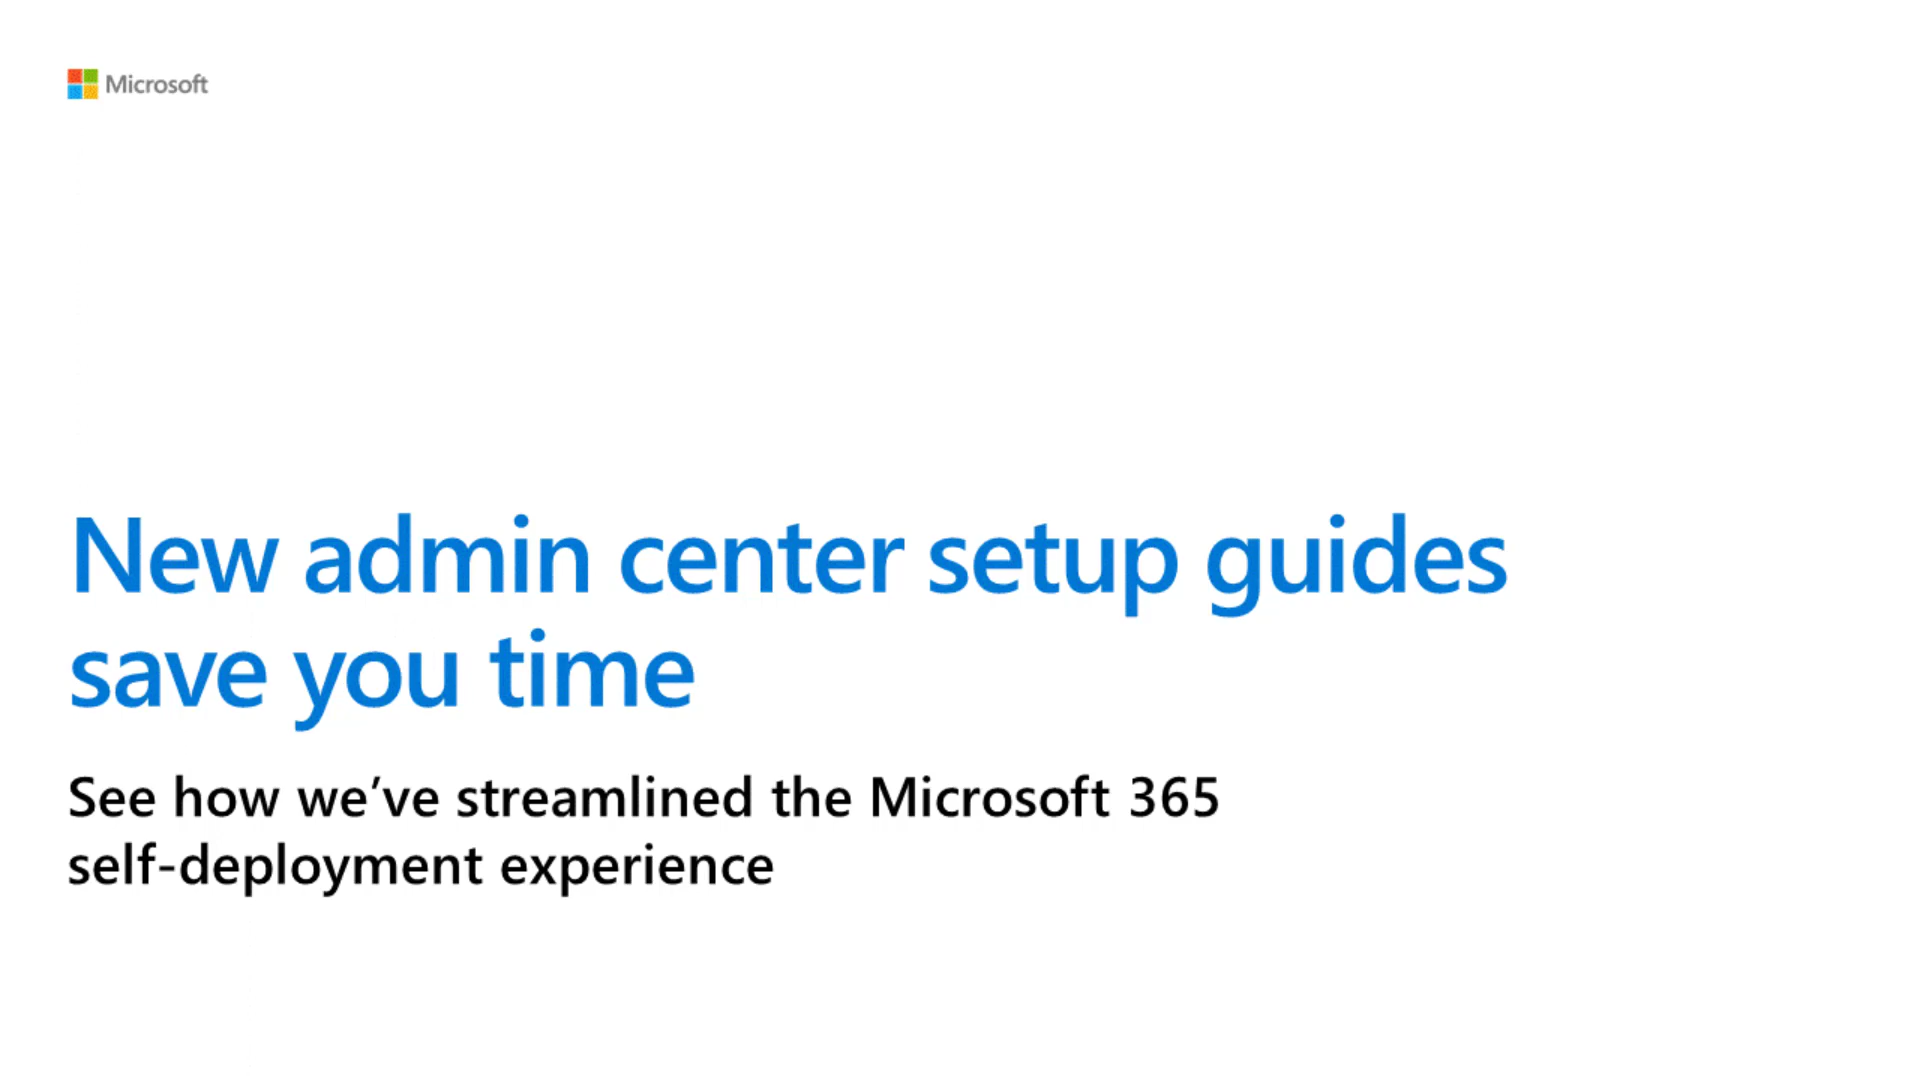 Microsoft
New admin center setup guides
save you time
See how we’ve streamlined the Microsoft 365
self-deployment experience